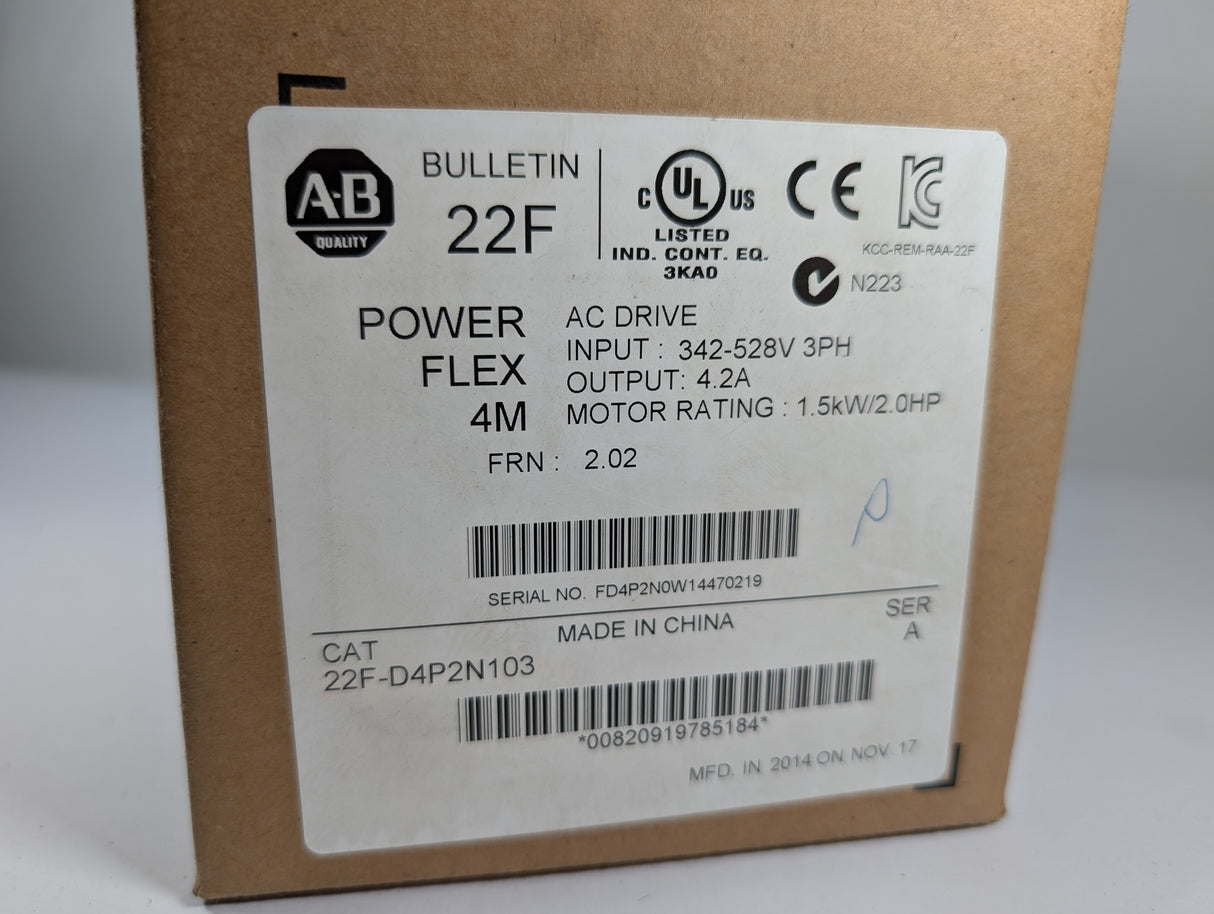 A-B
QUALITY
BULLETIN
22F
C UL US
LISTED
IND. CONT. EQ.
3KA0
CE
KC
KCC-REM-RAA-22F
N223
POWER
FLEX
4M
AC DRIVE
INPUT : 342-528V 3PH
OUTPUT: 4.2A
MOTOR RATING : 1.5kW/2.0HP
FRN : 2.02
SERIAL NO. FD4P2N0W14470219
MADE IN CHINA
SER
A
CAT
22F-D4P2N103
*00820919785184*
MFD. IN 2014 ON NOV. 17